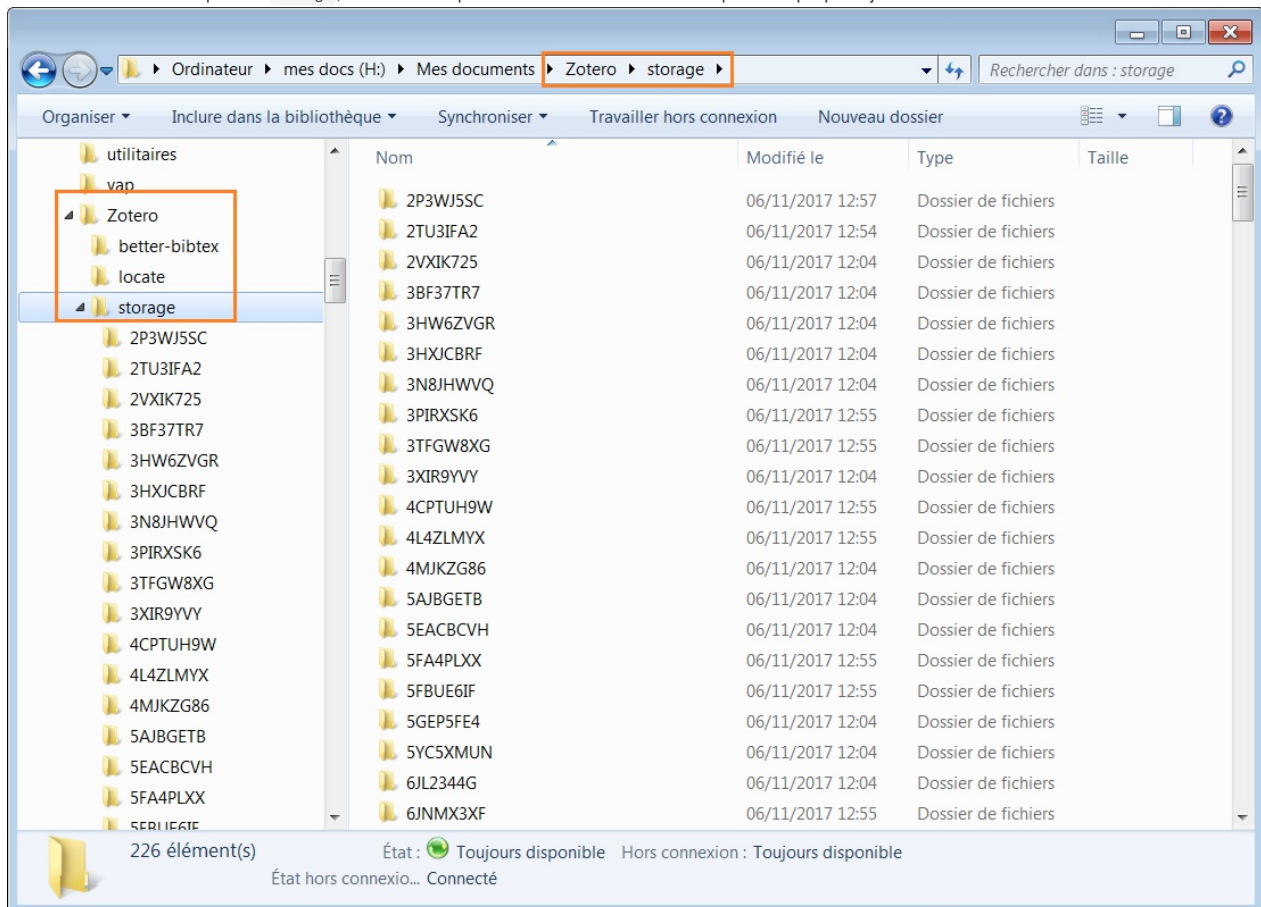 Ordinateur ▸ mes docs (H:) ▸ Mes documents ▸ Zotero ▸ storage ▸
Rechercher dans : storage
Organiser Inclure dans la bibliothèque Synchroniser Travailler hors connexion Nouveau dossier
utilitaires
vap
Zotero
better-bibtex
locate
storage
2P3WJ5SC
2TU3IFA2
2VXIK725
3BF37TR7
3HW6ZVGR
3HXJCBRF
3N8JHWVQ
3PIRXSK6
3TFGW8XG
3XIR9YVY
4CPTUH9W
4L4ZLMYX
4MJKZG86
5AJBGETB
5EACBCVH
5FA4PLXX
5FBUE6IF
Nom Modifié le Type Taille
2P3WJ5SC 06/11/2017 12:57 Dossier de fichiers
2TU3IFA2 06/11/2017 12:54 Dossier de fichiers
2VXIK725 06/11/2017 12:04 Dossier de fichiers
3BF37TR7 06/11/2017 12:04 Dossier de fichiers
3HW6ZVGR 06/11/2017 12:04 Dossier de fichiers
3HXJCBRF 06/11/2017 12:04 Dossier de fichiers
3N8JHWVQ 06/11/2017 12:04 Dossier de fichiers
3PIRXSK6 06/11/2017 12:55 Dossier de fichiers
3TFGW8XG 06/11/2017 12:55 Dossier de fichiers
3XIR9YVY 06/11/2017 12:04 Dossier de fichiers
4CPTUH9W 06/11/2017 12:55 Dossier de fichiers
4L4ZLMYX 06/11/2017 12:55 Dossier de fichiers
4MJKZG86 06/11/2017 12:04 Dossier de fichiers
5AJBGETB 06/11/2017 12:04 Dossier de fichiers
5EACBCVH 06/11/2017 12:04 Dossier de fichiers
5FA4PLXX 06/11/2017 12:55 Dossier de fichiers
5FBUE6IF 06/11/2017 12:55 Dossier de fichiers
5GEP5FE4 06/11/2017 12:04 Dossier de fichiers
5YC5XMUN 06/11/2017 12:04 Dossier de fichiers
6JL2344G 06/11/2017 12:04 Dossier de fichiers
6JNMX3XF 06/11/2017 12:55 Dossier de fichiers
226 élément(s) État : Toujours disponible Hors connexion : Toujours disponible
État hors connexio... Connecté